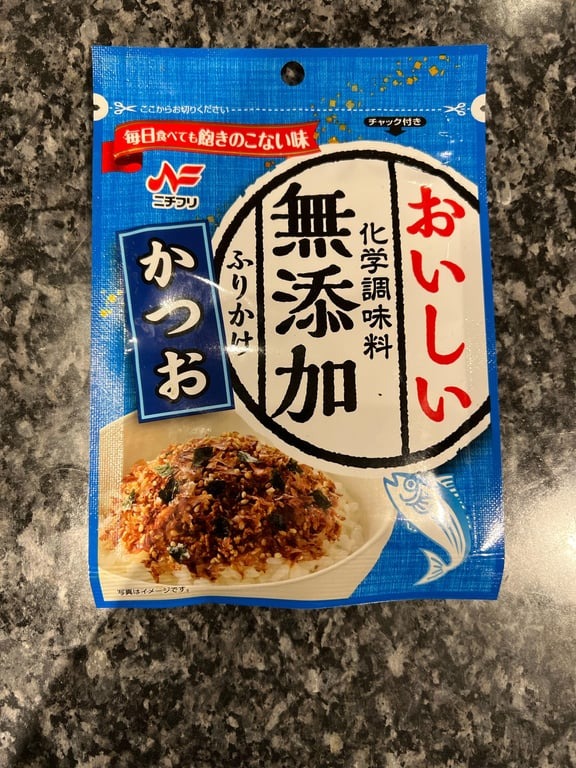 ここからお切りください
チャック付き
毎日食べても飽きのこない味
ニチフリ
おいしい
化学調味料
無添加
ふりかけ
かつお
写真はイメージです。